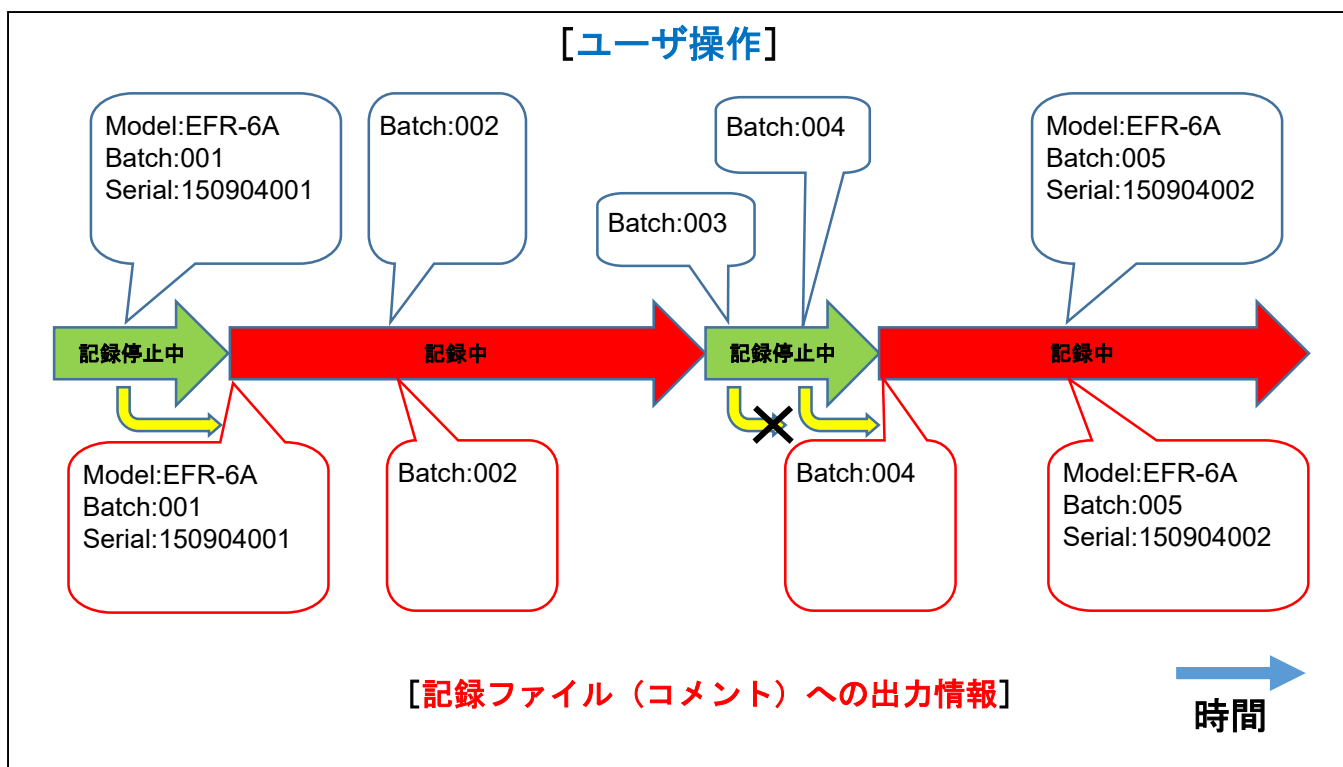 [ユーザ操作]
Model:EFR-6A
Batch:001
Serial:150904001
Batch:002
Batch:003
Batch:004
Model:EFR-6A
Batch:005
Serial:150904002
記録停止中
記録中
記録停止中
記録中
Model:EFR-6A
Batch:001
Serial:150904001
Batch:002
Batch:004
Model:EFR-6A
Batch:005
Serial:150904002
[記録ファイル（コメント）への出力情報]
時間